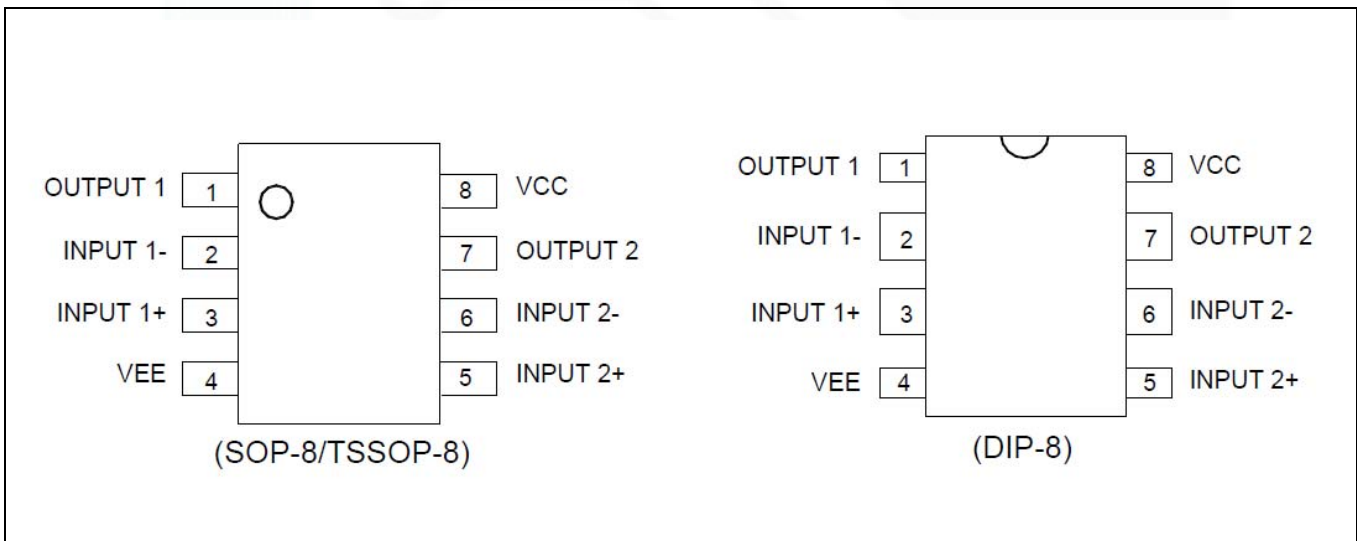 OUTPUT 1 1 8 VCC
INPUT 1- 2 7 OUTPUT 2
INPUT 1+ 3 6 INPUT 2-
VEE 4 5 INPUT 2+
(SOP-8/TSSOP-8)
OUTPUT 1 1 8 VCC
INPUT 1- 2 7 OUTPUT 2
INPUT 1+ 3 6 INPUT 2-
VEE 4 5 INPUT 2+
(DIP-8)